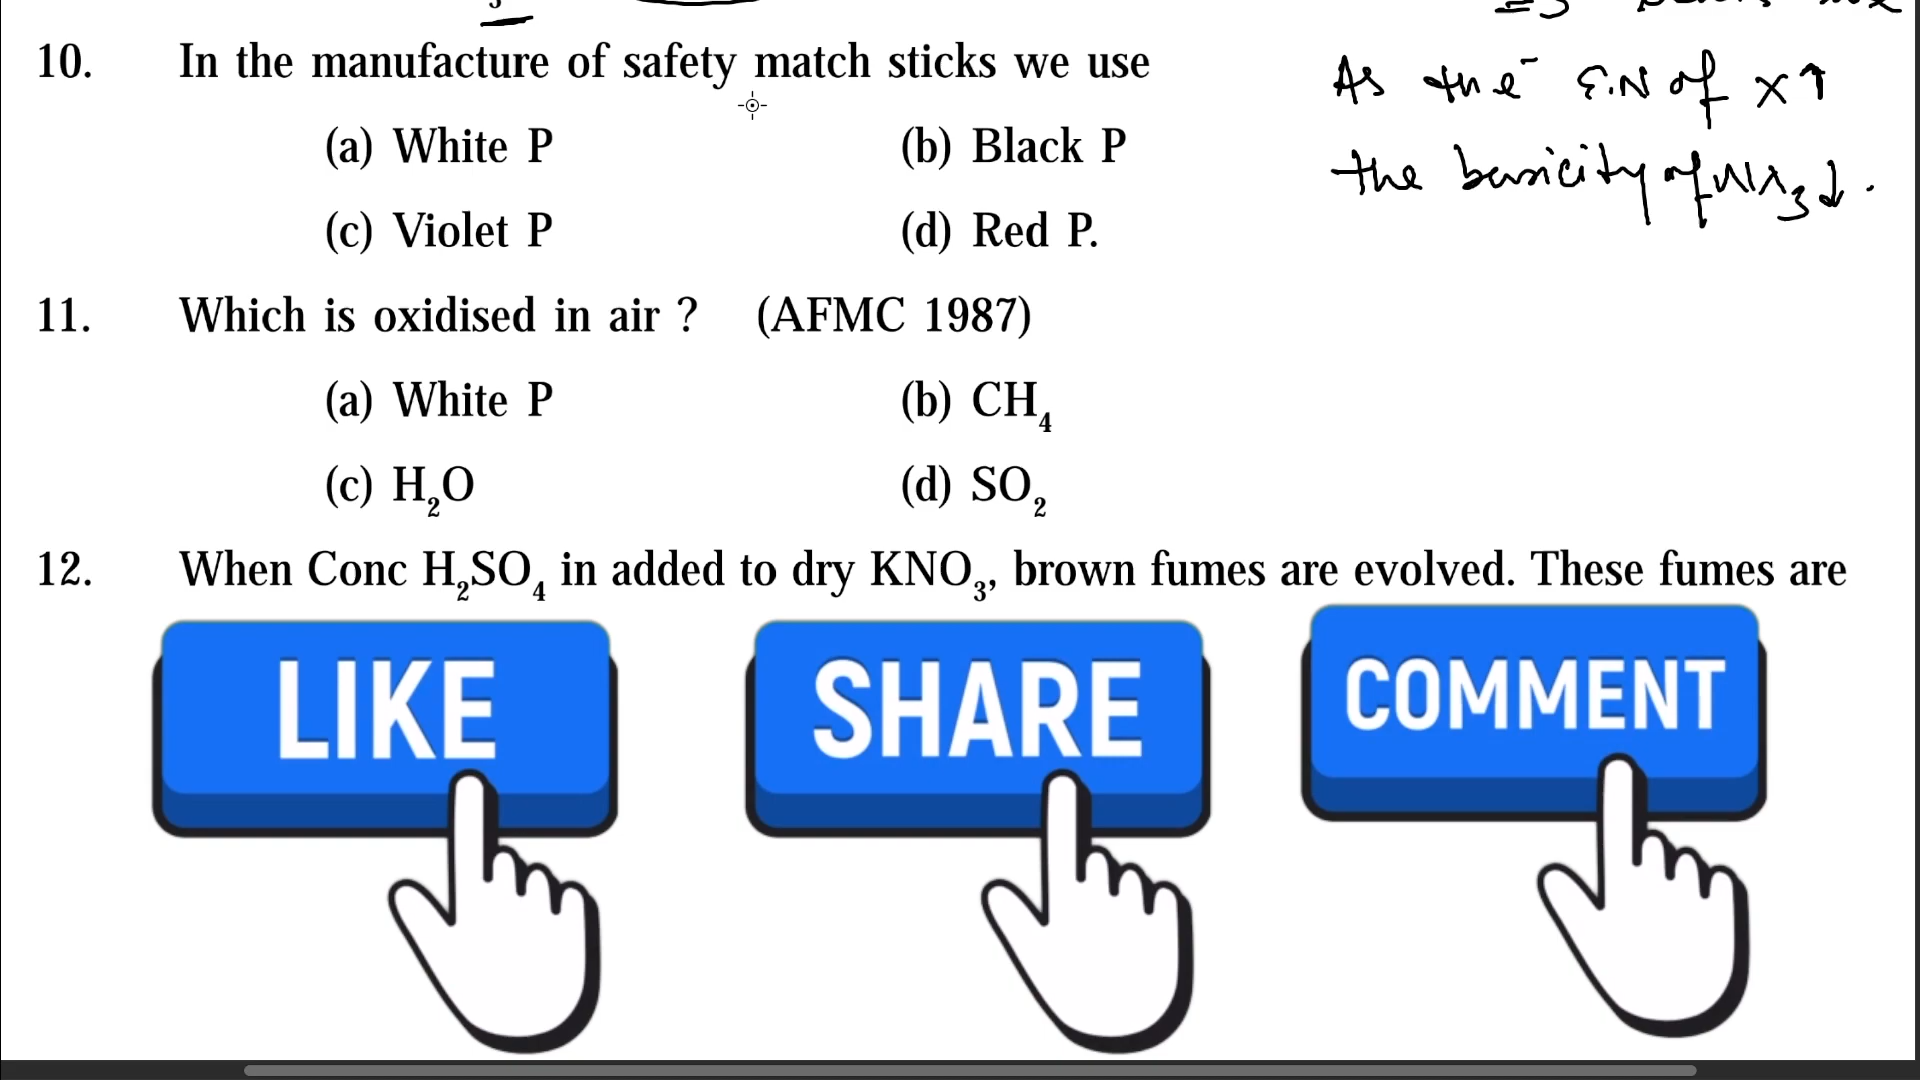 10. In the manufacture of safety match sticks we use
(a) White P (b) Black P
(c) Violet P (d) Red P.
11. Which is oxidised in air ? (AFMC 1987)
(a) White P (b) CH₄
(c) H₂O (d) SO₂
12. When Conc H₂SO₄ in added to dry KNO₃, brown fumes are evolved. These fumes are
As the E.N of X↑
the basicity of NX₃↓.
LIKE
SHARE
COMMENT